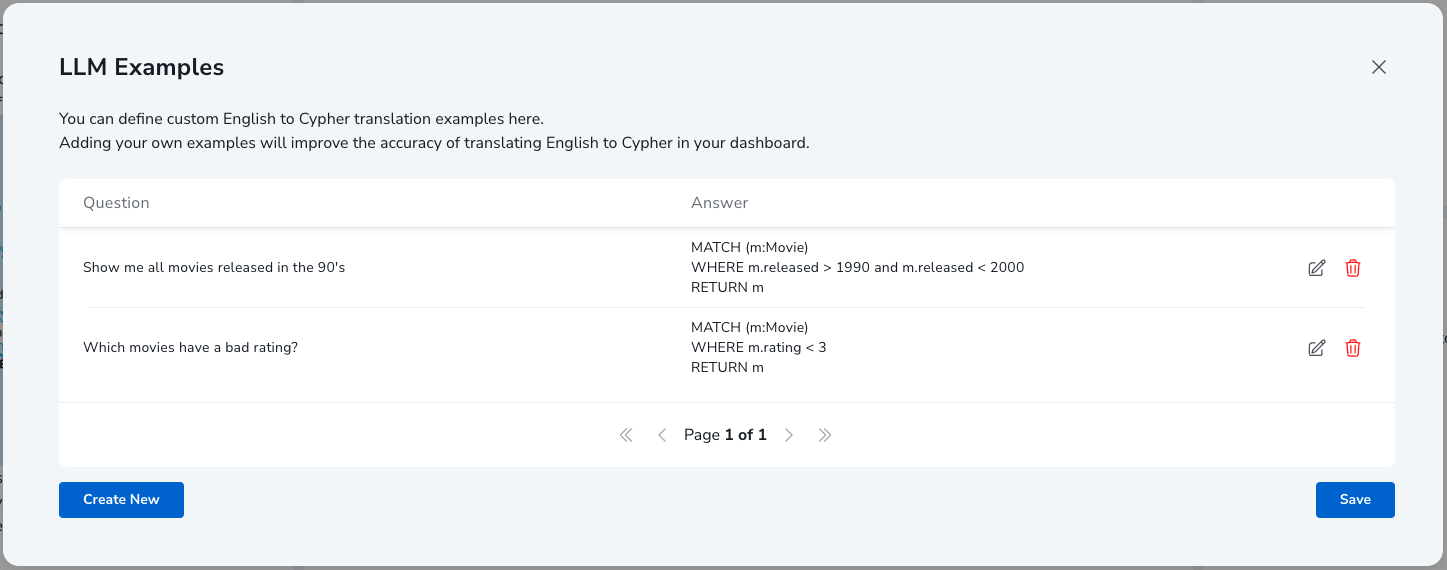 LLM Examples
You can define custom English to Cypher translation examples here.
Adding your own examples will improve the accuracy of translating English to Cypher in your dashboard.
Question
Answer
Show me all movies released in the 90's
MATCH (m:Movie)
WHERE m.released > 1990 and m.released < 2000
RETURN m
Which movies have a bad rating?
MATCH (m:Movie)
WHERE m.rating < 3
RETURN m
Page 1 of 1
Create New
Save